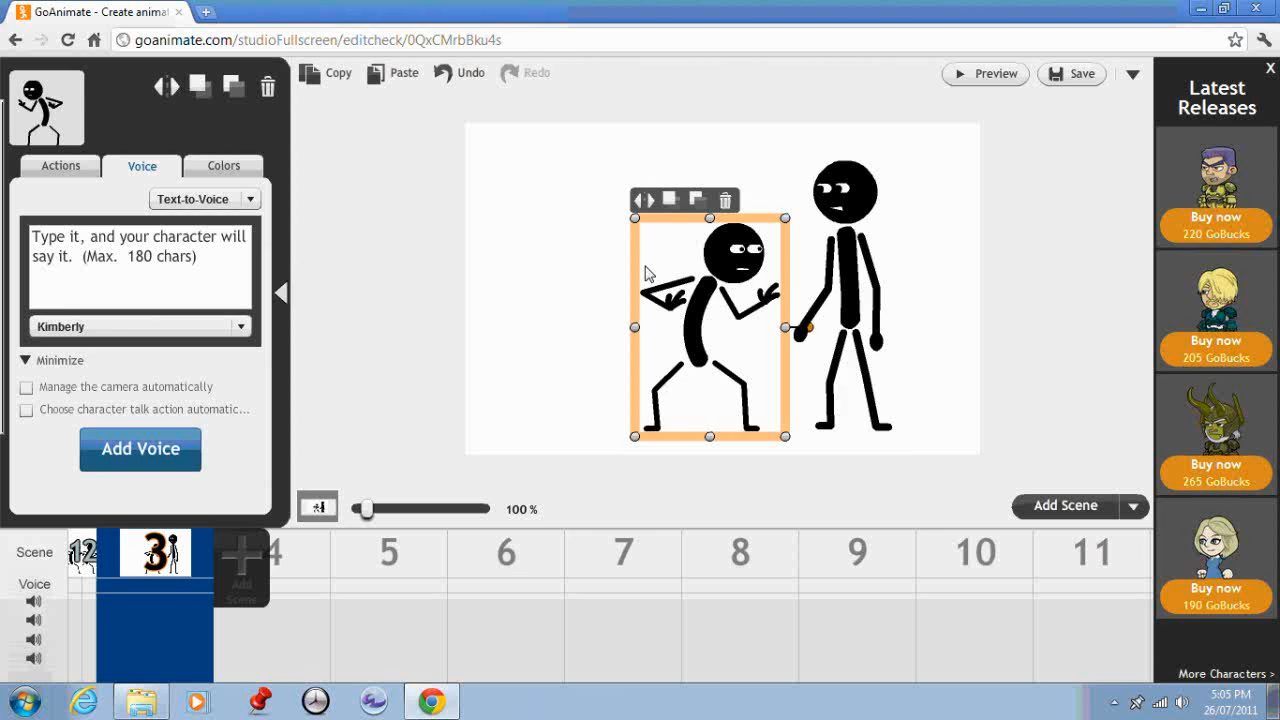 GoAnimate - Create animat
goanimate.com/studioFullscreen/editcheck/0QxCMrbBku4s
Copy Paste Undo Redo Preview Save
Latest
Releases
Actions Voice Colors
Text-to-Voice
Type it, and your character will
say it. (Max. 180 chars)
Kimberly
Minimize
Manage the camera automatically
Choose character talk action automatic...
Add Voice
Buy now
220 GoBucks
Buy now
205 GoBucks
Buy now
265 GoBucks
Buy now
190 GoBucks
More Characters >
100 %
Add Scene
Scene 12 3 4 5 6 7 8 9 10 11
Add
Scene
Voice
5:05 PM
26/07/2011